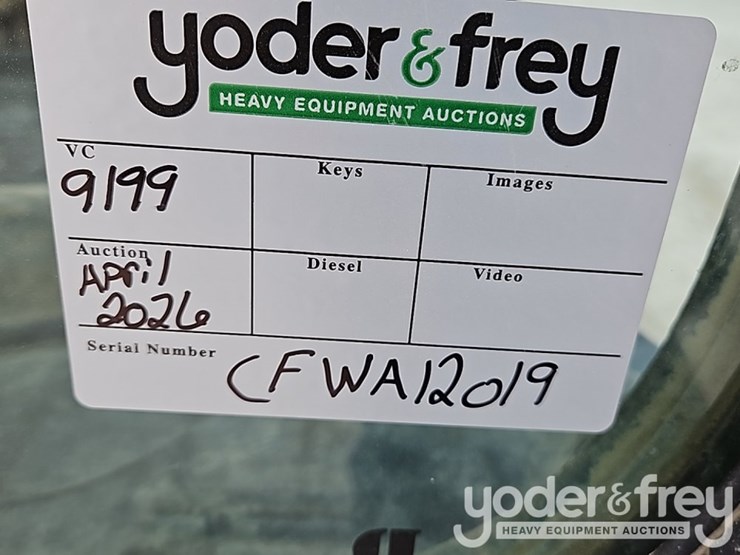 yoder & frey
HEAVY EQUIPMENT AUCTIONS
VC Keys Images
9199
Auction Diesel Video
April
2026
Serial Number CFWA12019
yoder & frey
HEAVY EQUIPMENT AUCTIONS